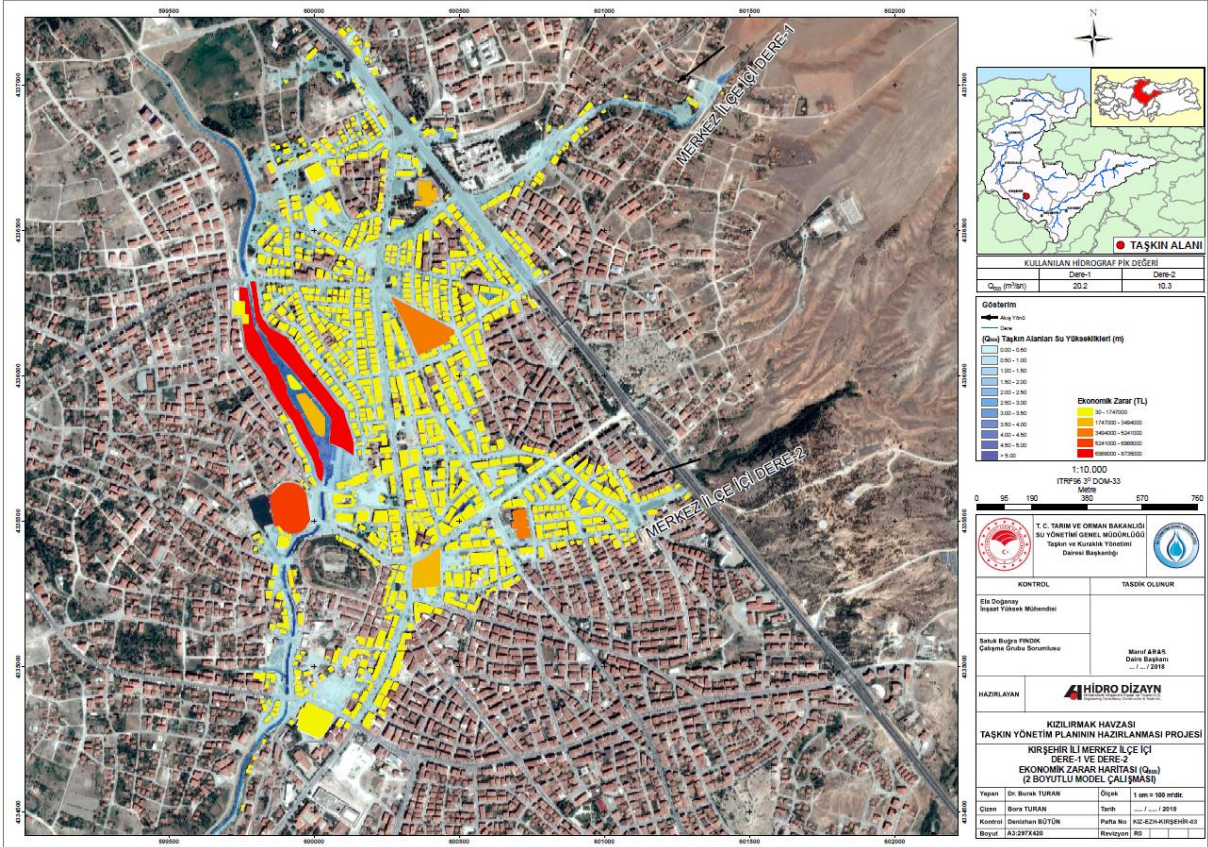 599500 600000 600500 601000 601500 602000
4337000
4336500
4336000
4335500
4335000
4334500
MERKEZ İLÇE İÇİ DERE-1
MERKEZ İLÇE İÇİ DERE-2
N
TAŞKIN ALANI
KULLANILAN HİDROGRAF PİK DEĞERİ
Dere-1 Dere-2
Q500 (m³/sn) 20.2 10.3
Gösterim
Akış Yönü
Dere
(Q500) Taşkın Alanları Su Yükseklikleri (m)
0.00 - 0.50
0.50 - 1.00
1.00 - 1.50
1.50 - 2.00
2.00 - 2.50
2.50 - 3.00
3.00 - 3.50
3.50 - 4.00
4.00 - 4.50
4.50 - 5.00
> 5.00
Ekonomik Zarar (TL)
30 - 1747000
1747000 - 3494000
3494000 - 5241000
5241000 - 6988000
6988000 - 8735000
1:10.000
ITRF96 3° DOM-33
Metre
0 95 190 380 570 760
T. C. TARIM VE ORMAN BAKANLIĞI
SU YÖNETİMİ GENEL MÜDÜRLÜĞÜ
Taşkın ve Kuraklık Yönetimi
Dairesi Başkanlığı
KONTROL TASDİK OLUNUR
Ela Doğanay
İnşaat Yüksek Mühendisi
Satuk Buğra FINDIK
Çalışma Grubu Sorumlusu
Maruf ARAS
Daire Başkanı
... / ... / 2018
HAZIRLAYAN
HİDRO DİZAYN
KIZILIRMAK HAVZASI
TAŞKIN YÖNETİM PLANININ HAZIRLANMASI PROJESİ
KIRŞEHİR İLİ MERKEZ İLÇE İÇİ
DERE-1 VE DERE-2
EKONOMİK ZARAR HARİTASI (Q500)
(2 BOYUTLU MODEL ÇALIŞMASI)
Yapan Dr. Burak TURAN Ölçek 1 cm = 100 m'dir.
Çizen Bora TURAN Tarih .... / .... / 2018
Kontrol Denizhan BÜTÜN Pafta No KIZ-EZH-KIRŞEHİR-03
Boyut A3:297X420 Revizyon R0